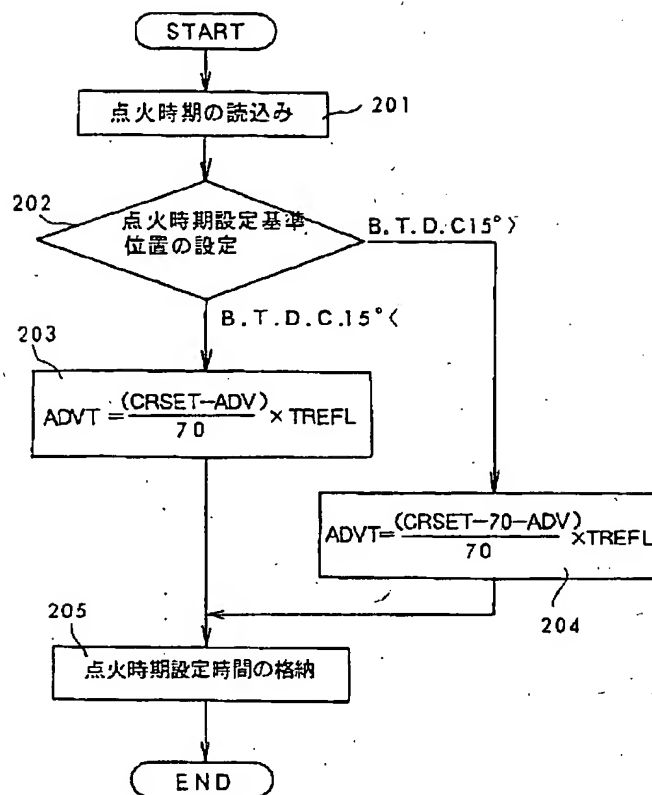 START
点火時期の読込み
201
202
点火時期設定基準
位置の設定
B.T.D.C15°>
B.T.D.C.15°<
203
ADVT=(CRSET-ADV)/70×TREFL
ADVT=(CRSET-70-ADV)/70×TREFL
204
205
点火時期設定時間の格納
END